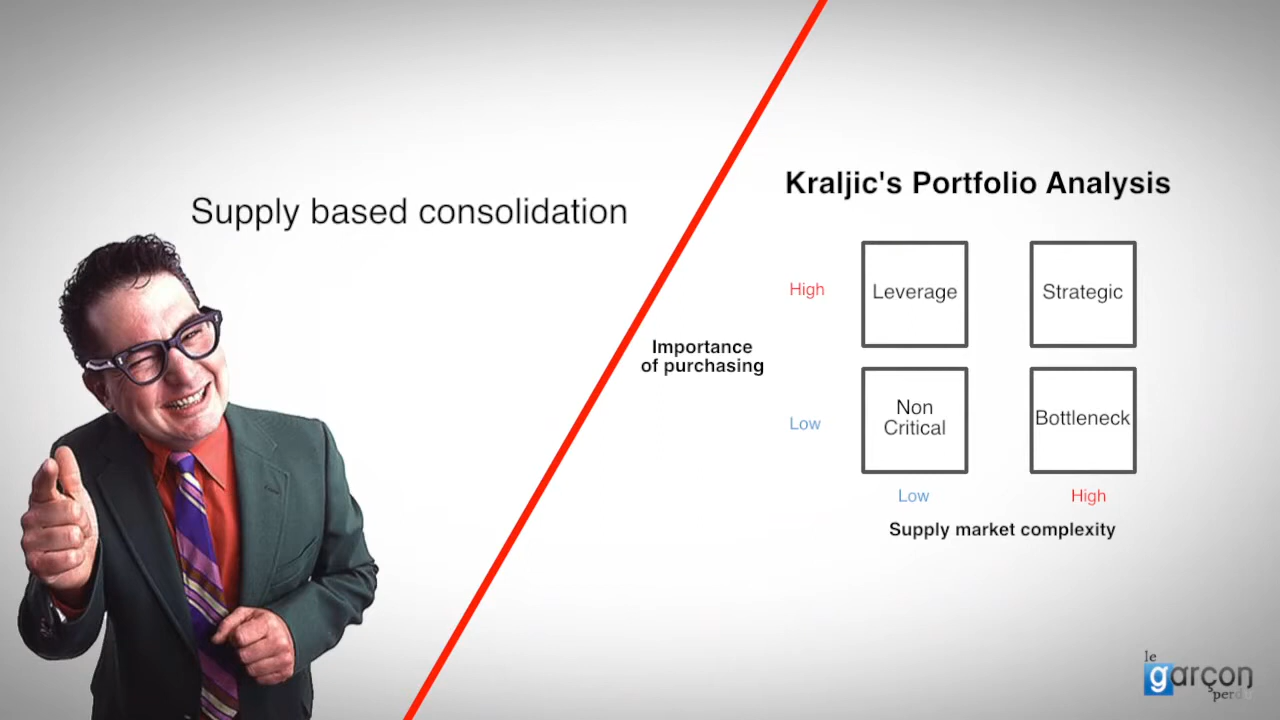 Supply based consolidation
Kraljic's Portfolio Analysis
High
Leverage
Strategic
Importance
of purchasing
Low
Non
Critical
Bottleneck
Low
High
Supply market complexity
le
garçon